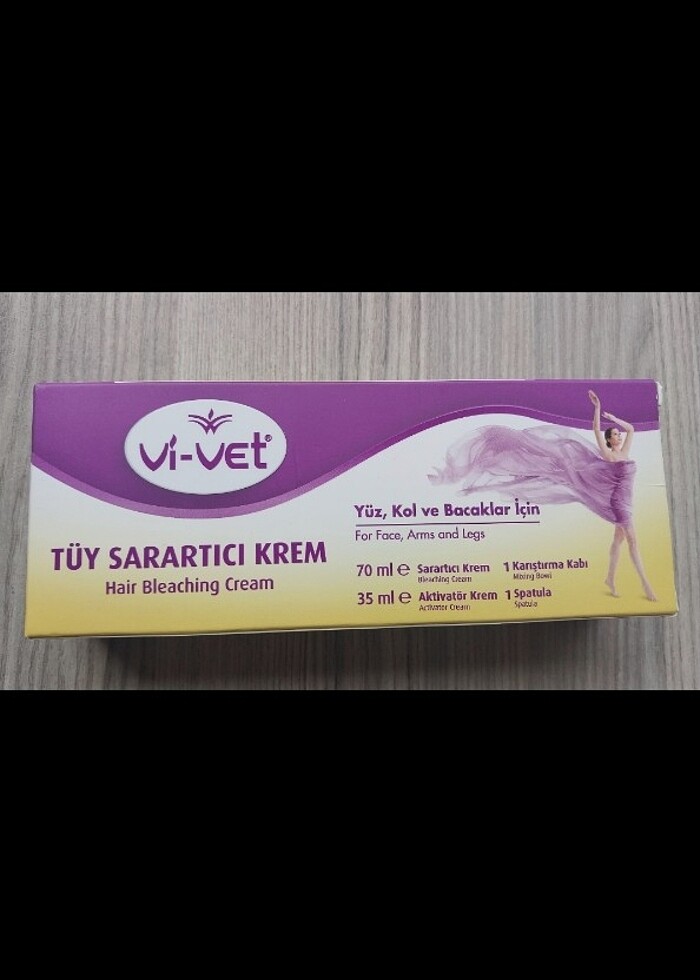 Vi-Vet®
TÜY SARARTICI KREM
Hair Bleaching Cream
Yüz, Kol ve Bacaklar İçin
For Face, Arms and Legs
70 ml ℮ Sarartıcı Krem 1 Karıştırma Kabı
Bleaching Cream Mixing Bowl
35 ml ℮ Aktivatör Krem 1 Spatula
Activator Cream Spatula